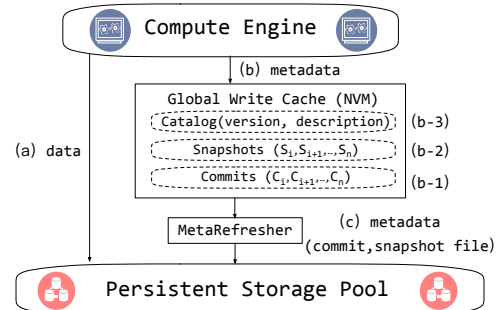 Compute Engine
(b) metadata
Global Write Cache (NVM)
Catalog(version, description)
(b-3)
(a) data
Snapshots (Si,Si+1,…,Sn)
(b-2)
Commits (Ci,Ci+1,…,Cn)
(b-1)
MetaRefresher
(c) metadata
(commit,snapshot file)
Persistent Storage Pool